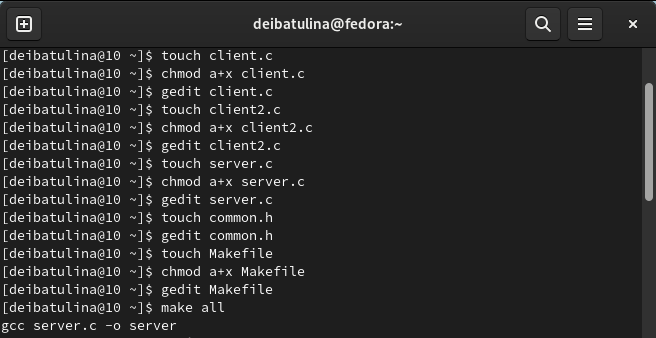 deibatulina@fedora:~
[deibatulina@10 ~]$ touch client.c
[deibatulina@10 ~]$ chmod a+x client.c
[deibatulina@10 ~]$ gedit client.c
[deibatulina@10 ~]$ touch client2.c
[deibatulina@10 ~]$ chmod a+x client2.c
[deibatulina@10 ~]$ gedit client2.c
[deibatulina@10 ~]$ touch server.c
[deibatulina@10 ~]$ chmod a+x server.c
[deibatulina@10 ~]$ gedit server.c
[deibatulina@10 ~]$ touch common.h
[deibatulina@10 ~]$ gedit common.h
[deibatulina@10 ~]$ touch Makefile
[deibatulina@10 ~]$ chmod a+x Makefile
[deibatulina@10 ~]$ gedit Makefile
[deibatulina@10 ~]$ make all
gcc server.c -o server